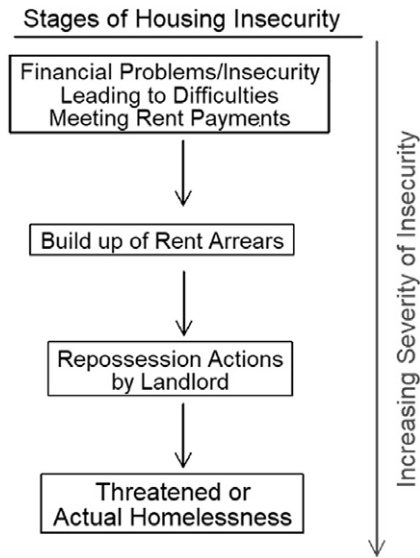 Stages of Housing Insecurity
Financial Problems/Insecurity
Leading to Difficulties
Meeting Rent Payments
Build up of Rent Arrears
Repossession Actions
by Landlord
Threatened or
Actual Homelessness
Increasing Severity of Insecurity